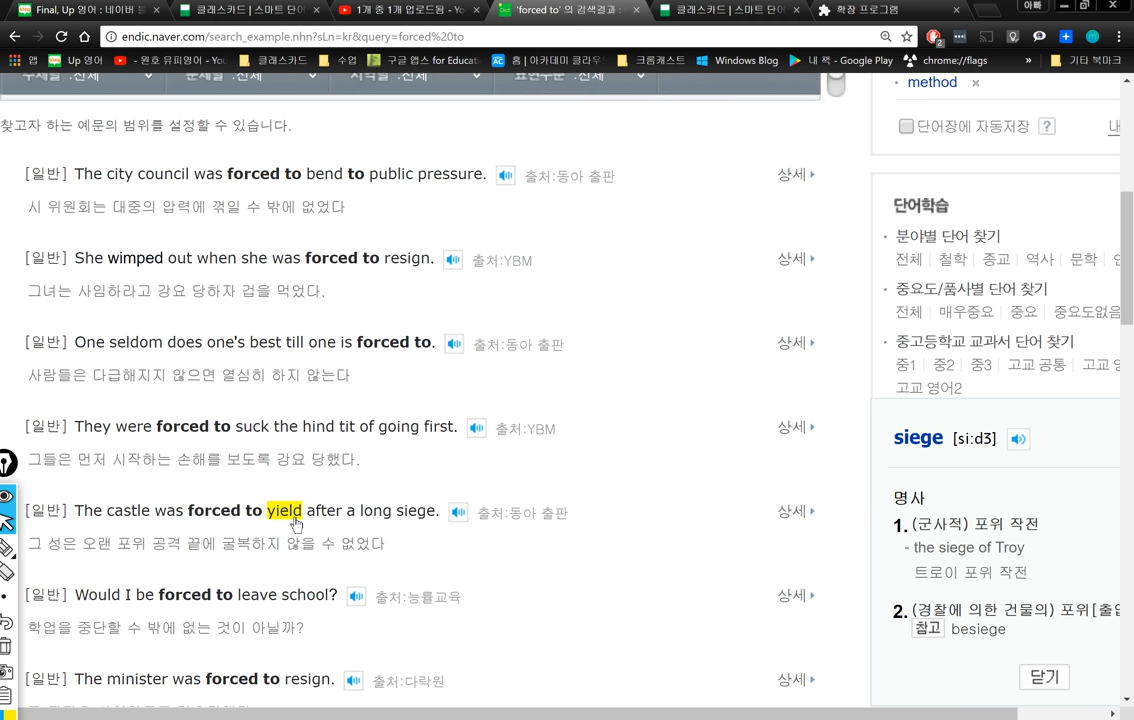 Final, Up 영어 : 네이버 블
클래스카드 | 스마트 단어
1개 중 1개 업로드됨 - Yo
'forced to' 의 검색결과 :
클래스카드 | 스마트 단어
확장 프로그램
아빠
endic.naver.com/search_example.nhn?sLn=kr&query=forced%20to
2
앱
Up 영어
- 원호 유피영어 - You
클래스카드
수업
구글 앱스 for Educati
홈 | 아카데미 클라우
크롬캐스트
Windows Blog
내 책 - Google Play
chrome://flags
»
기타 북마크
찾고자 하는 예문의 범위를 설정할 수 있습니다.
[일반] The city council was forced to bend to public pressure. 출처:동아 출판 상세
시 위원회는 대중의 압력에 꺾일 수 밖에 없었다
[일반] She wimped out when she was forced to resign. 출처:YBM 상세
그녀는 사임하라고 강요 당하자 겁을 먹었다.
[일반] One seldom does one's best till one is forced to. 출처:동아 출판 상세
사람들은 다급해지지 않으면 열심히 하지 않는다
[일반] They were forced to suck the hind tit of going first. 출처:YBM 상세
그들은 먼저 시작하는 손해를 보도록 강요 당했다.
[일반] The castle was forced to yield after a long siege. 출처:동아 출판 상세
그 성은 오랜 포위 공격 끝에 굴복하지 않을 수 없었다
[일반] Would I be forced to leave school? 출처:능률교육 상세
학업을 중단할 수 밖에 없는 것이 아닐까?
[일반] The minister was forced to resign. 출처:다락원 상세
· method ×
단어장에 자동저장 ?
단어학습
· 분야별 단어 찾기
전체 | 철학 | 종교 | 역사 | 문학
· 중요도/품사별 단어 찾기
전체 | 매우중요 | 중요 | 중요도없음
· 중고등학교 교과서 단어 찾기
중1 | 중2 | 중3 | 고교 공통 | 고교
고교 영어2
siege [si:dʒ]
명사
1. (군사적) 포위 작전
- the siege of Troy
트로이 포위 작전
2. (경찰에 의한 건물의) 포위[출입
참고 besiege
닫기